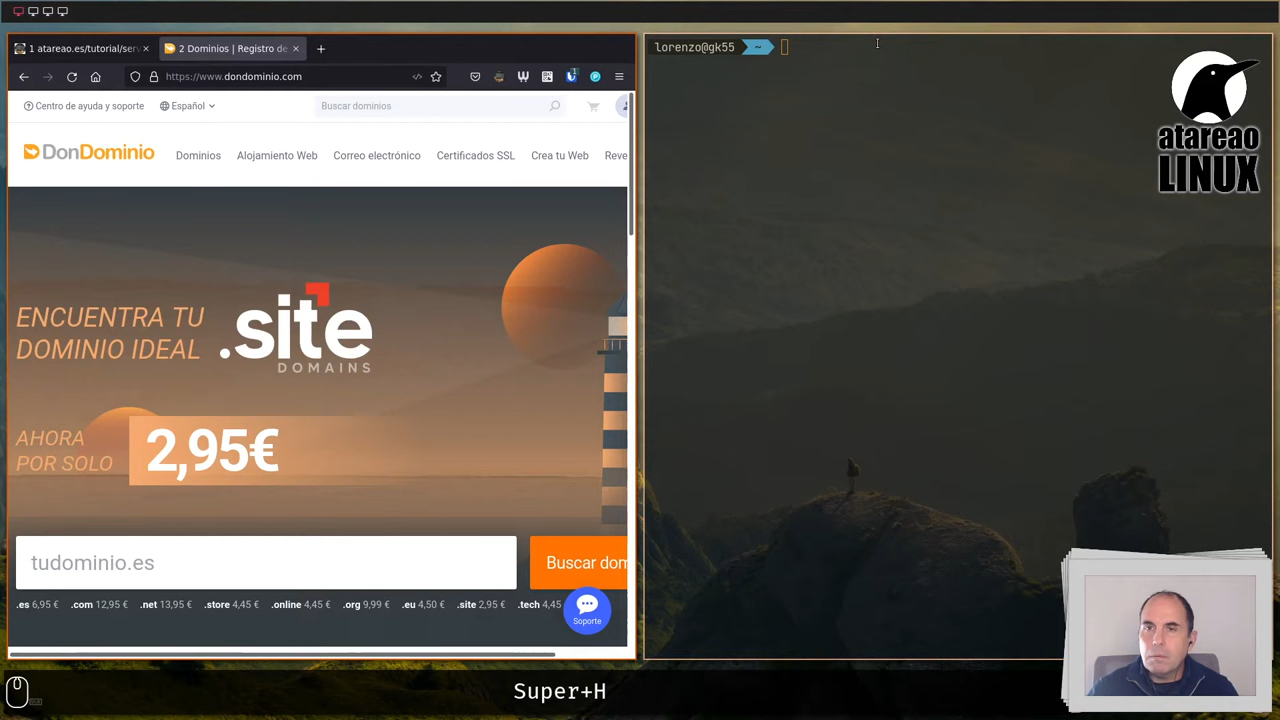 1 atareao.es/tutorial/ser
2 Dominios | Registro de
https://www.dondominio.com
Centro de ayuda y soporte
Español
Buscar dominios
DonDominio
Dominios
Alojamiento Web
Correo electrónico
Certificados SSL
Crea tu Web
Reve
ENCUENTRA TU
DOMINIO IDEAL
.site
DOMAINS
AHORA
POR SOLO
2,95€
tudominio.es
Buscar dom
.es 6,95 € .com 12,95 € .net 13,95 € .store 4,45 € .online 4,45 € .org 9,99 € .eu 4,50 € .site 2,95 € .tech 4,45
Soporte
lorenzo@gk55 ~
atareao
LINUX
Super+H